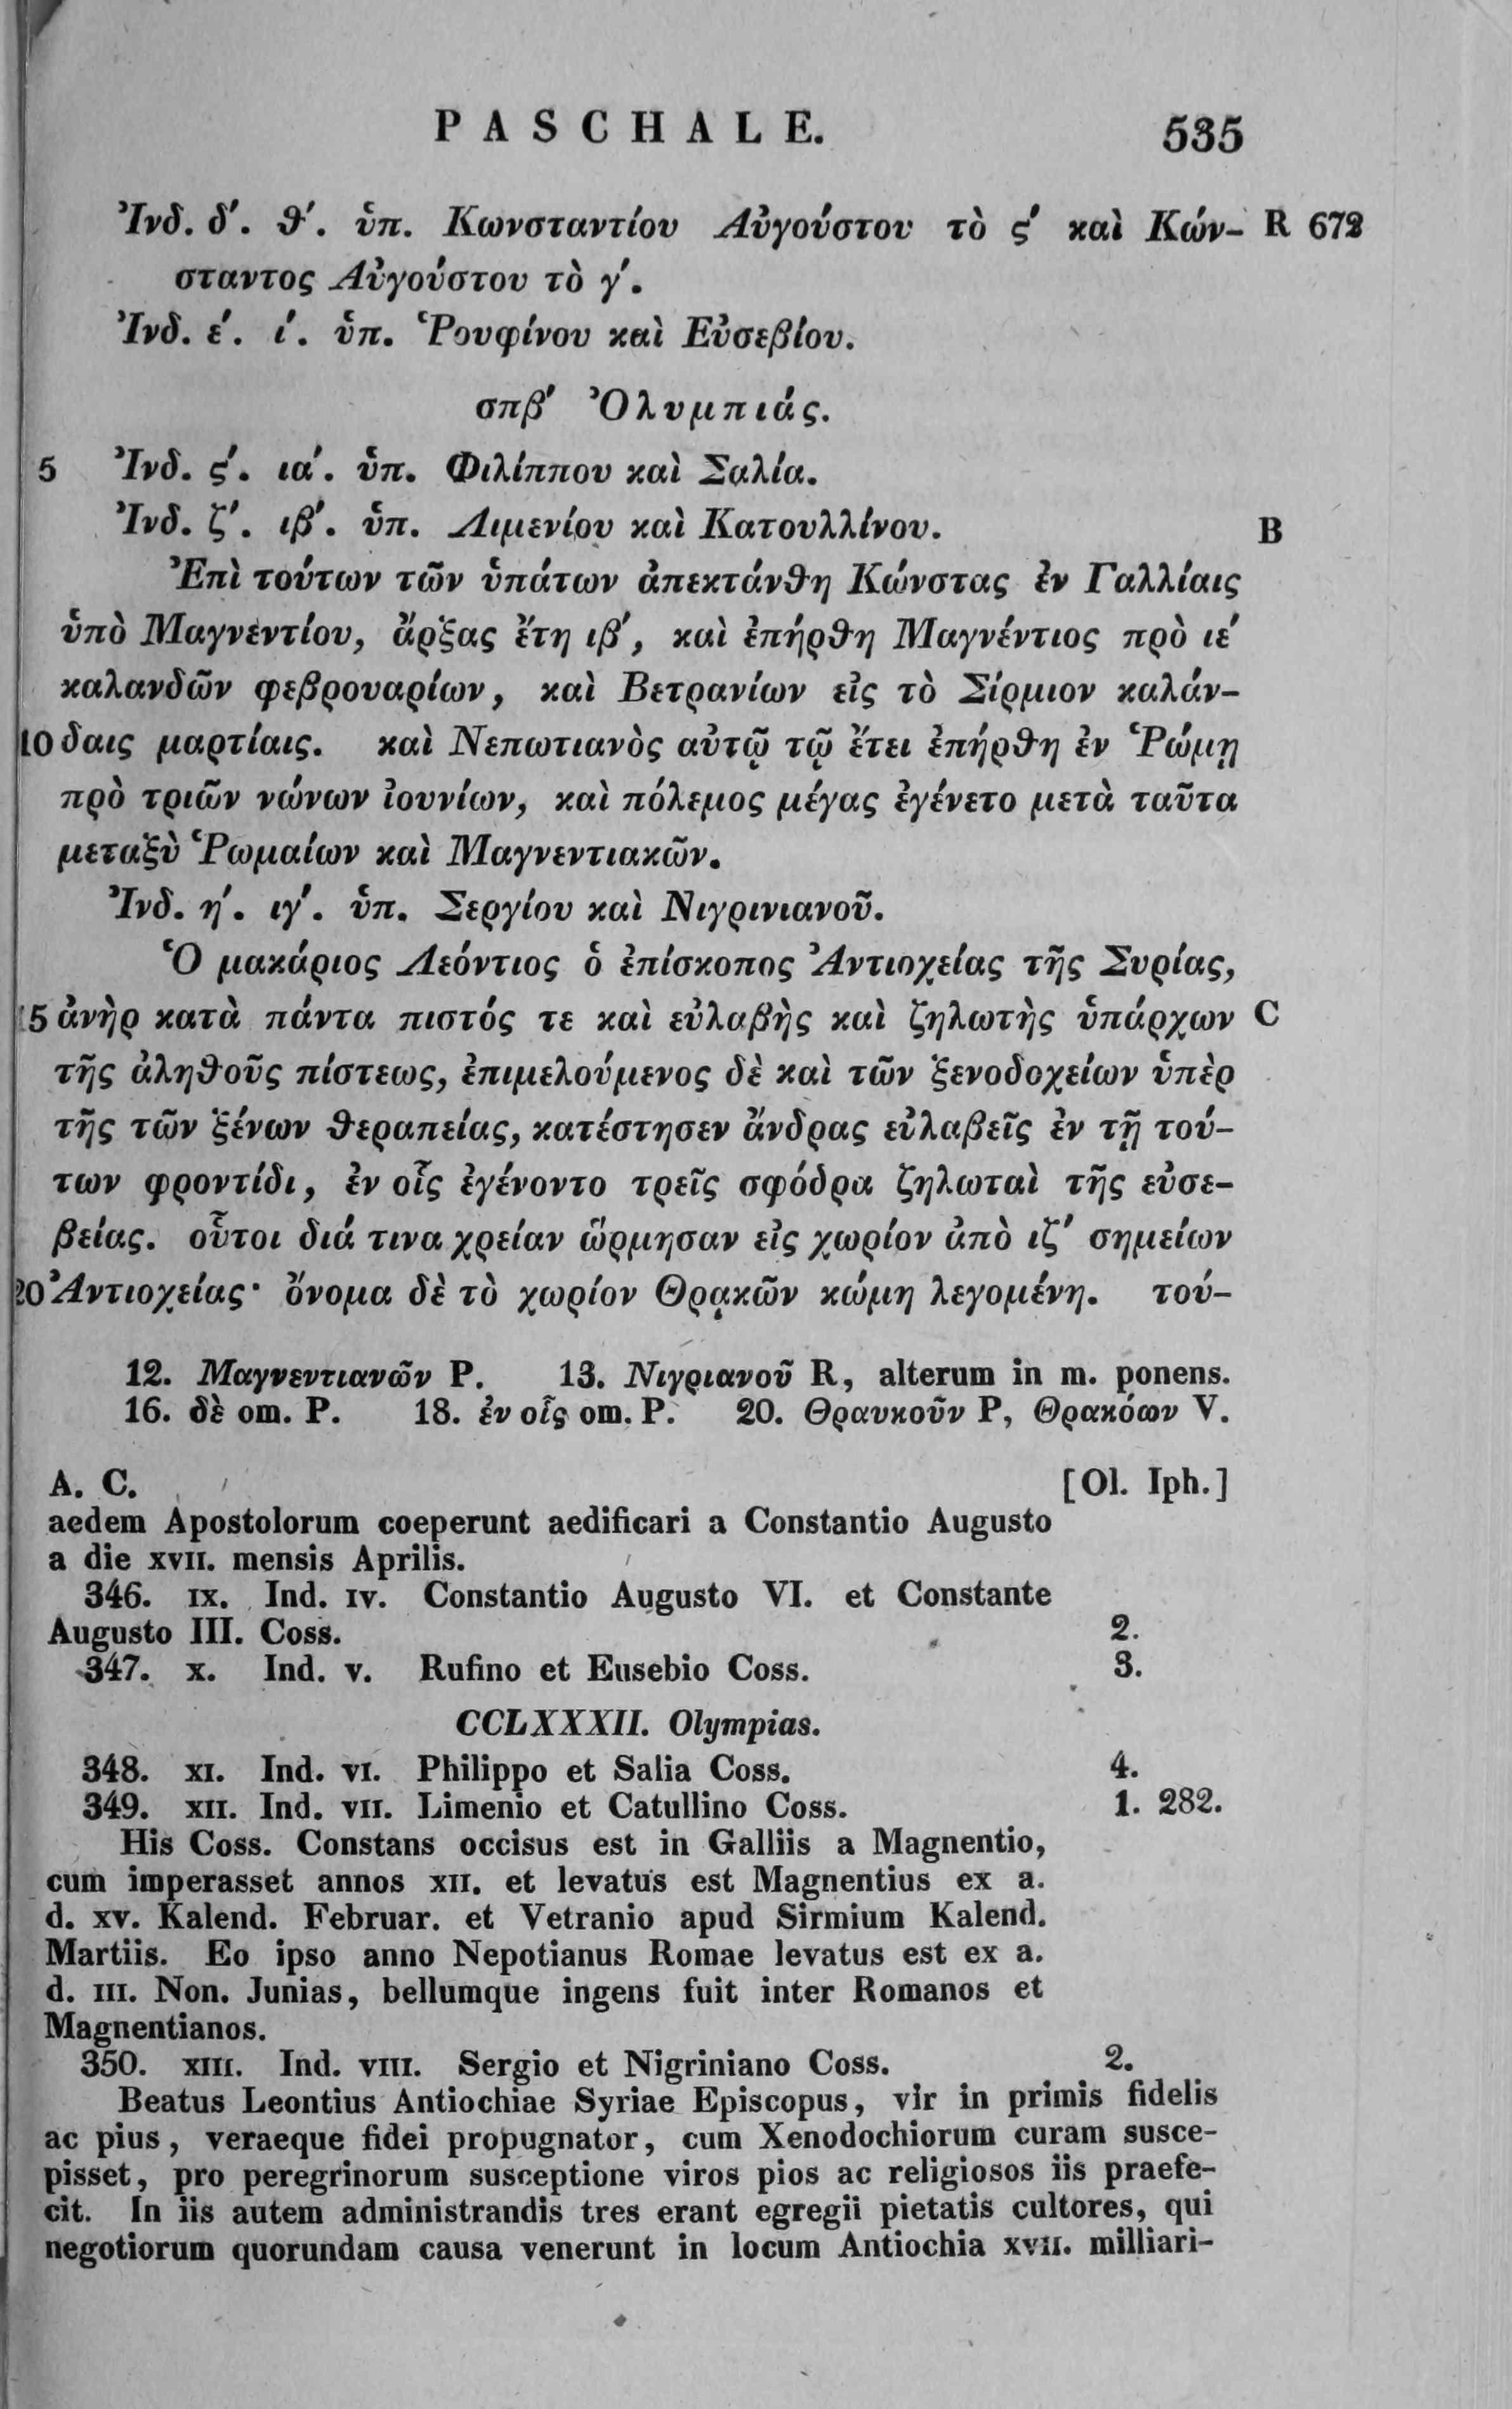 PASCHALE. 535
Ἰνδ. δʹ. θʹ. ὑπ. Κωνσταντίου Αὐγούστου τὸ ςʹ καὶ Κών- R 672
σταντος Αὐγούστου τὸ γʹ.
Ἰνδ. εʹ. ιʹ. ὑπ. Ῥουφίνου καὶ Εὐσεβίου.
σπβʹ Ὀλυμπιάς.
5 Ἰνδ. ςʹ. ιαʹ. ὑπ. Φιλίππου καὶ Σαλία.
Ἰνδ. ζʹ. ιβʹ. ὑπ. Λιμενίου καὶ Κατουλλίνου. B
Ἐπὶ τούτων τῶν ὑπάτων ἀπεκτάνθη Κώνστας ἐν Γαλλίαις
ὑπὸ Μαγνεντίου, ἄρξας ἔτη ιβʹ, καὶ ἐπήρθη Μαγνέντιος πρὸ ιεʹ
καλανδῶν φεβρουαρίων, καὶ Βετρανίων εἰς τὸ Σίρμιον καλάν-
10 δαις μαρτίαις. καὶ Νεπωτιανὸς αὐτῷ τῷ ἔτει ἐπήρθη ἐν Ῥώμῃ
πρὸ τριῶν νώνων ἰουνίων, καὶ πόλεμος μέγας ἐγένετο μετὰ ταῦτα
μεταξὺ Ῥωμαίων καὶ Μαγνεντιακῶν.
Ἰνδ. ηʹ. ιγʹ. ὑπ. Σεργίου καὶ Νιγρινιανοῦ.
Ὁ μακάριος Λεόντιος ὁ ἐπίσκοπος Ἀντιοχείας τῆς Συρίας,
15 ἀνὴρ κατὰ πάντα πιστός τε καὶ εὐλαβὴς καὶ ζηλωτὴς ὑπάρχων C
τῆς ἀληθοῦς πίστεως, ἐπιμελούμενος δὲ καὶ τῶν ξενοδοχείων ὑπὲρ
τῆς τῶν ξένων θεραπείας, κατέστησεν ἄνδρας εὐλαβεῖς ἐν τῇ τού-
των φροντίδι, ἐν οἷς ἐγένοντο τρεῖς σφόδρα ζηλωταὶ τῆς εὐσε-
βείας. οὗτοι διά τινα χρείαν ὥρμησαν εἰς χωρίον ἀπὸ ιζʹ σημείων
20 Ἀντιοχείας· ὄνομα δὲ τὸ χωρίον Θρᾳκῶν κώμη λεγομένη. τού-
12. Μαγνεντιανῶν P. 13. Νιγριανοῦ R, alterum in m. ponens.
16. δὲ om. P. 18. ἐν οἷς om. P. 20. Θραυκοῦν P, Θρακόων V.
A. C. [Ol. Iph.]
aedem Apostolorum coeperunt aedificari a Constantio Augusto
a die XVII. mensis Aprilis.
346. IX. Ind. IV. Constantio Augusto VI. et Constante
Augusto III. Coss. 2.
347. X. Ind. V. Rufino et Eusebio Coss. 3.
CCLXXXII. Olympias.
348. XI. Ind. VI. Philippo et Salia Coss. 4.
349. XII. Ind. VII. Limenio et Catullino Coss. 1. 282.
His Coss. Constans occisus est in Galliis a Magnentio,
cum imperasset annos XII. et levatus est Magnentius ex a.
d. XV. Kalend. Februar. et Vetranio apud Sirmium Kalend.
Martiis. Eo ipso anno Nepotianus Romae levatus est ex a.
d. III. Non. Junias, bellumque ingens fuit inter Romanos et
Magnentianos.
350. XIII. Ind. VIII. Sergio et Nigriniano Coss. 2.
Beatus Leontius Antiochiae Syriae Episcopus, vir in primis fidelis
ac pius, veraeque fidei propugnator, cum Xenodochiorum curam susce-
pisset, pro peregrinorum susceptione viros pios ac religiosos iis praefe-
cit. In iis autem administrandis tres erant egregii pietatis cultores, qui
negotiorum quorundam causa venerunt in locum Antiochia XVII. milliari-